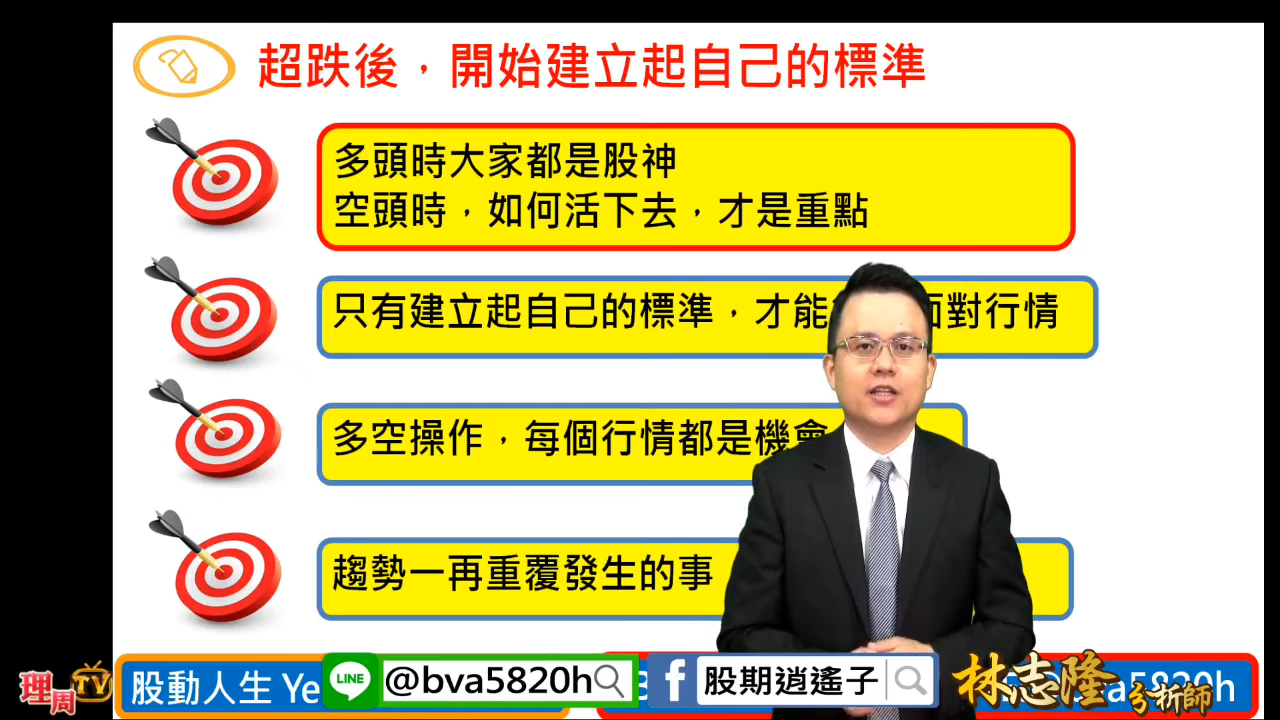 超跌後，開始建立起自己的標準
多頭時大家都是股神
空頭時，如何活下去，才是重點
只有建立起自己的標準，才能 面對行情
多空操作，每個行情都是機會
趨勢一再重覆發生的事
理周TV
股動人生 Ye
LINE
@bva5820h
f
股期逍遙子
林志隆
分析師
a5820h